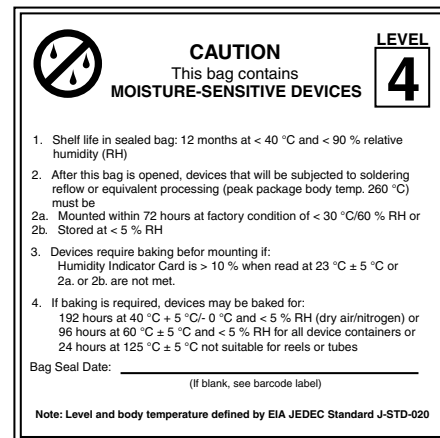 LEVEL
4
CAUTION
This bag contains
MOISTURE-SENSITIVE DEVICES
1. Shelf life in sealed bag: 12 months at < 40 °C and < 90 % relative
humidity (RH)
2. After this bag is opened, devices that will be subjected to soldering
reflow or equivalent processing (peak package body temp. 260 °C)
must be
2a. Mounted within 72 hours at factory condition of < 30 °C/60 % RH or
2b. Stored at < 5 % RH
3. Devices require baking befor mounting if:
Humidity Indicator Card is > 10 % when read at 23 °C ± 5 °C or
2a. or 2b. are not met.
4. If baking is required, devices may be baked for:
192 hours at 40 °C + 5 °C/- 0 °C and < 5 % RH (dry air/nitrogen) or
96 hours at 60 °C ± 5 °C and < 5 % RH for all device containers or
24 hours at 125 °C ± 5 °C not suitable for reels or tubes
Bag Seal Date:
(If blank, see barcode label)
Note: Level and body temperature defined by EIA JEDEC Standard J-STD-020